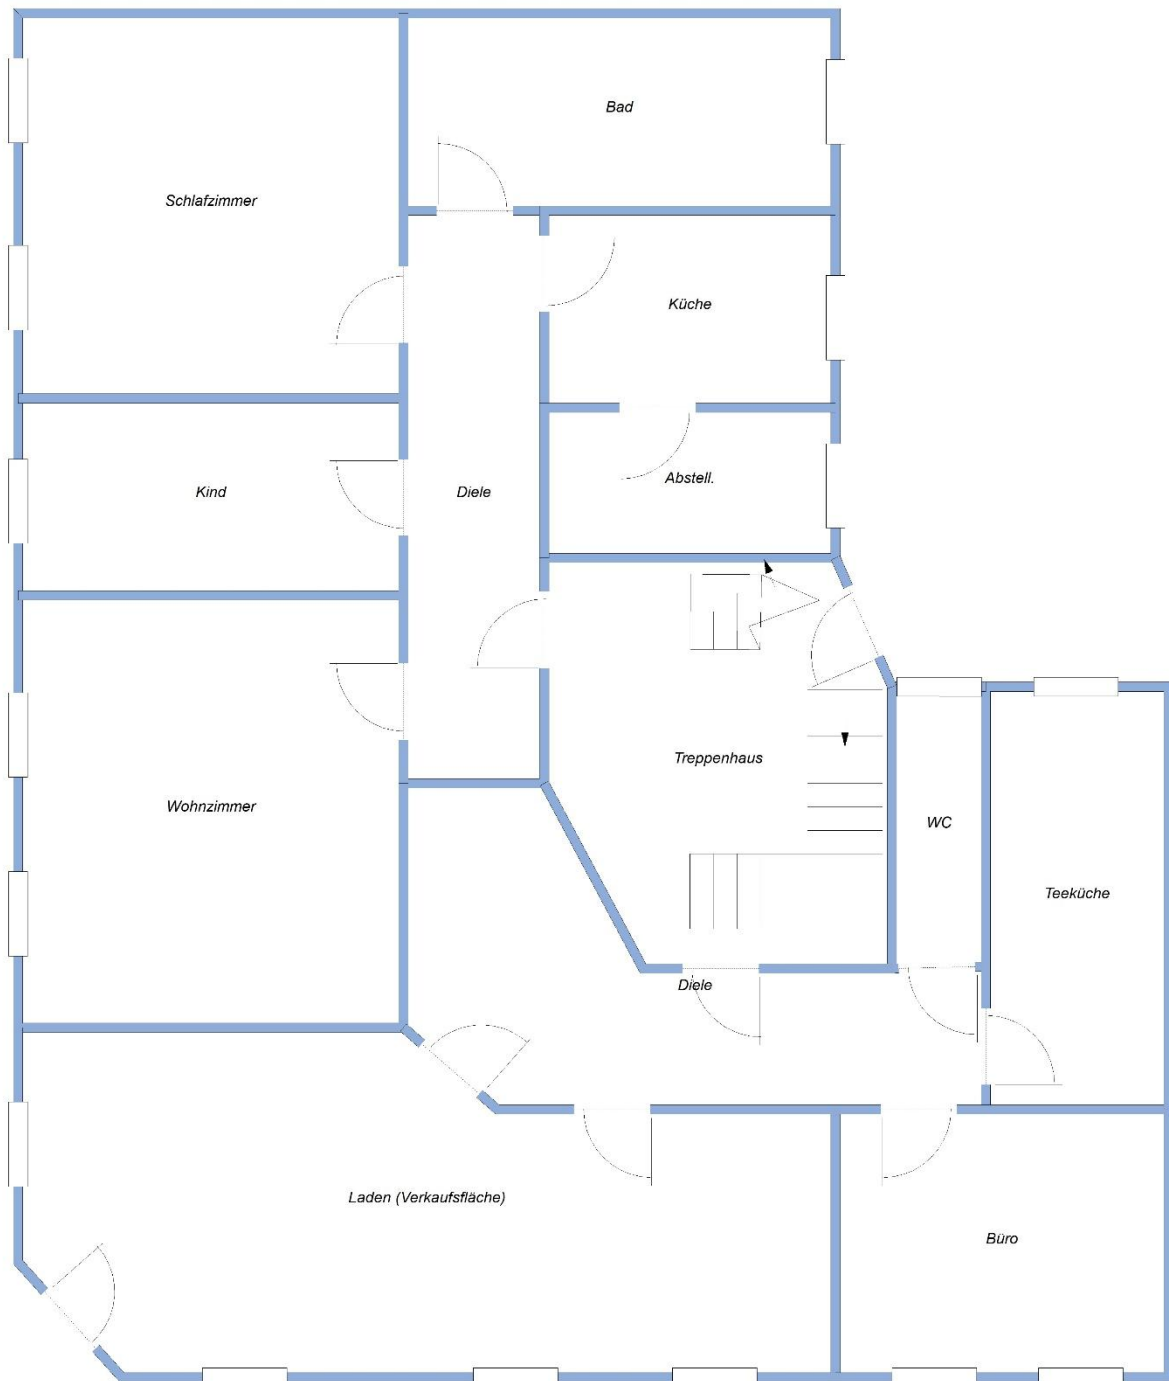 Bad
Schlafzimmer
Küche
Abstell.
Kind
Diele
Treppenhaus
Wohnzimmer
WC
Teeküche
Diele
Laden (Verkaufsfläche)
Büro